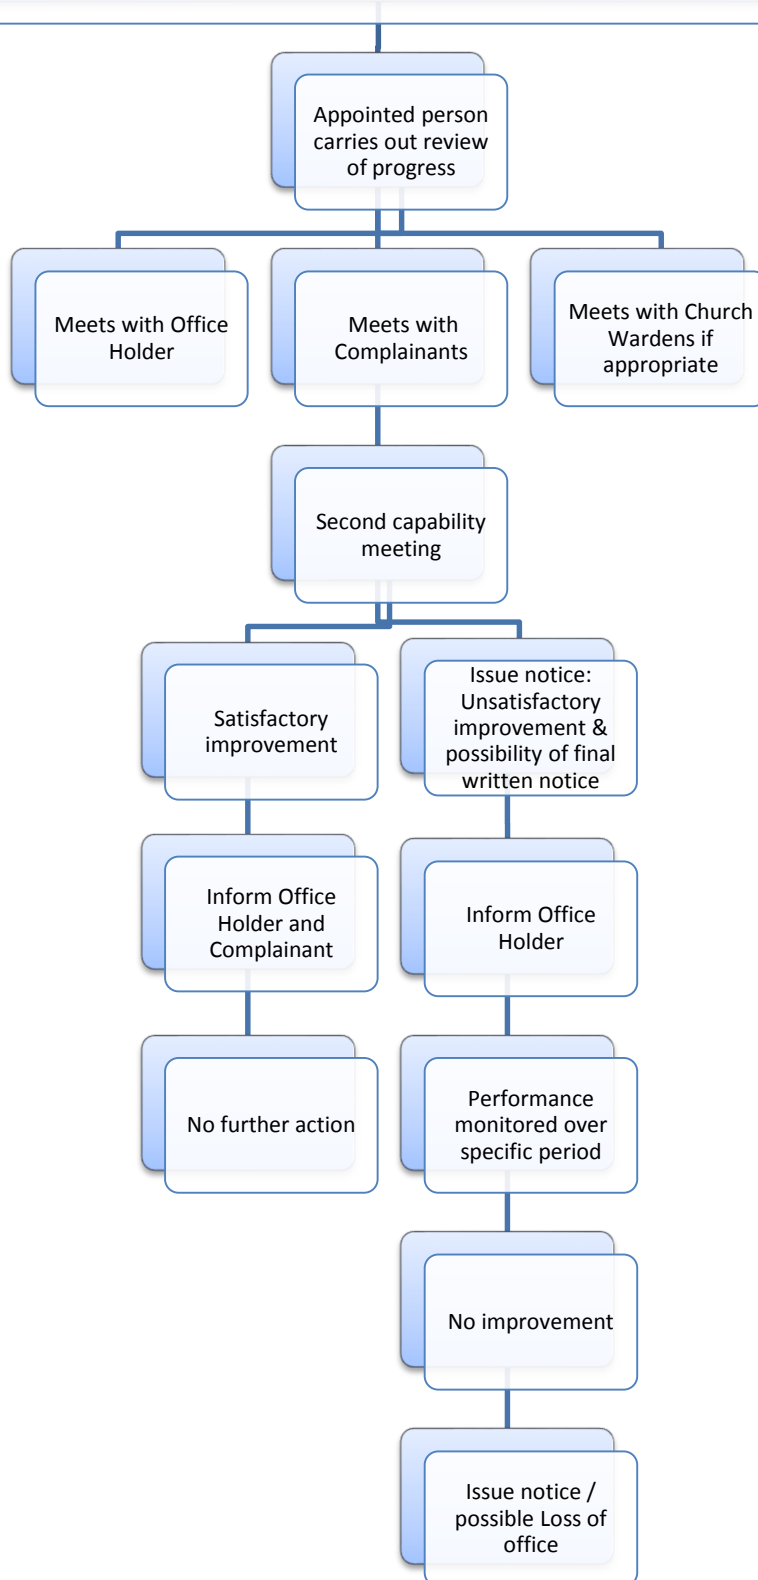 Appointed person
carries out review
of progress
Meets with Office
Holder
Meets with
Complainants
Meets with Church
Wardens if
appropriate
Second capability
meeting
Satisfactory
improvement
Issue notice:
Unsatisfactory
improvement &
possibility of final
written notice
Inform Office
Holder and
Complainant
Inform Office
Holder
No further action
Performance
monitored over
specific period
No improvement
Issue notice /
possible Loss of
office